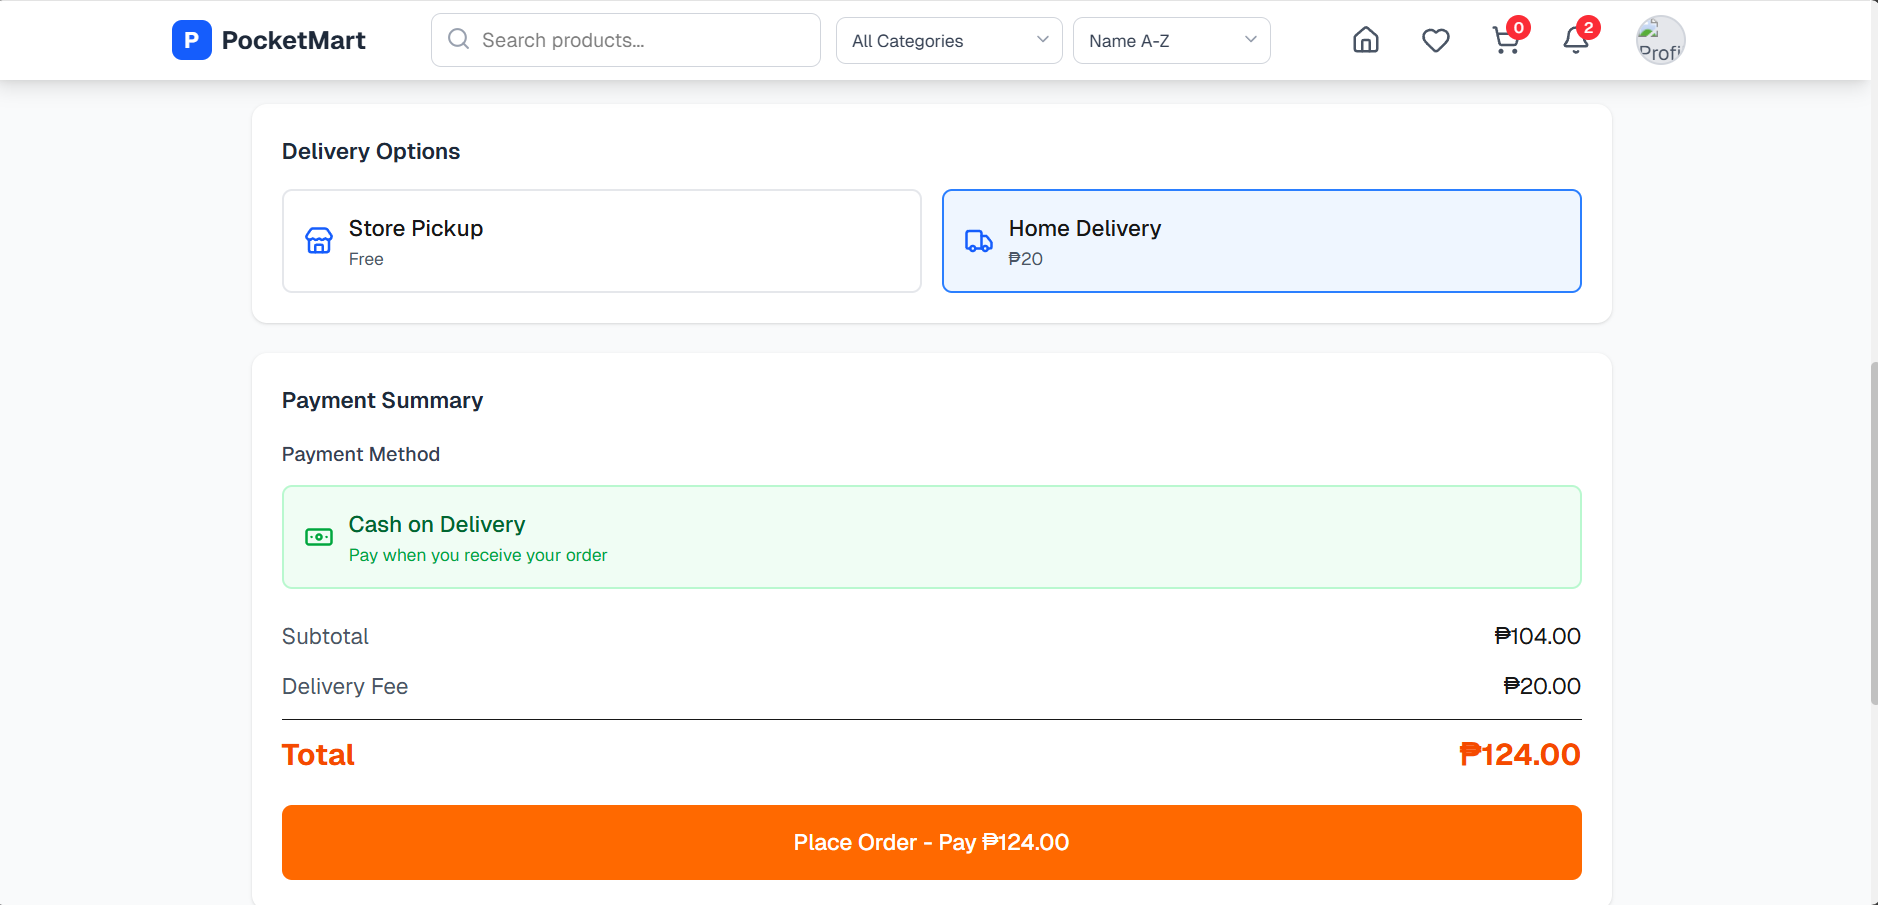 P PocketMart
Search products...
All Categories
Name A-Z
0
2
Profi
Delivery Options
Store Pickup
Free
Home Delivery
₱20
Payment Summary
Payment Method
Cash on Delivery
Pay when you receive your order
Subtotal ₱104.00
Delivery Fee ₱20.00
Total ₱124.00
Place Order - Pay ₱124.00